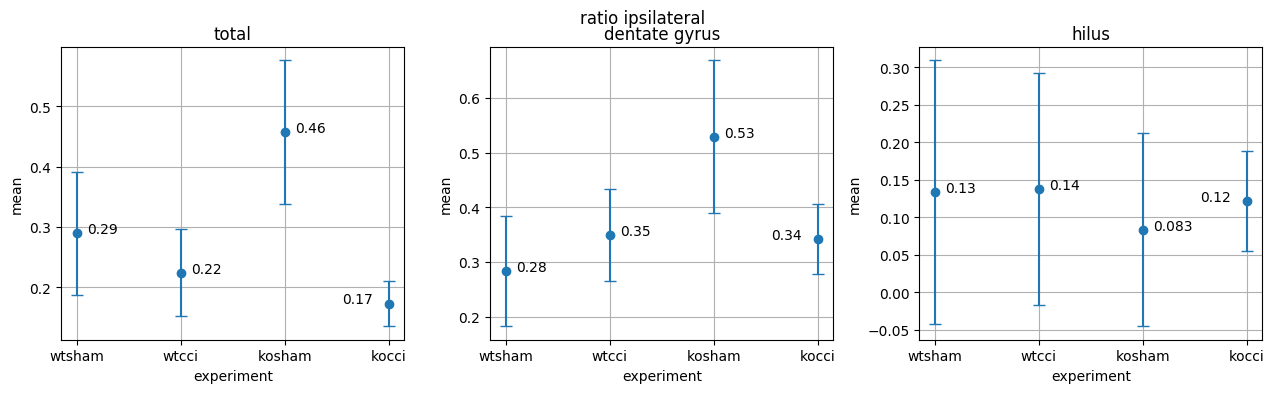 ratio ipsilateral
total
0.5
0.4
0.3
0.2
mean
0.29
0.22
0.46
0.17
wtsham wtcci kosham kocci
experiment
dentate gyrus
0.6
0.5
0.4
0.3
0.2
mean
0.28
0.35
0.53
0.34
wtsham wtcci kosham kocci
experiment
hilus
0.30
0.25
0.20
0.15
0.10
0.05
0.00
−0.05
mean
0.13
0.14
0.083
0.12
wtsham wtcci kosham kocci
experiment